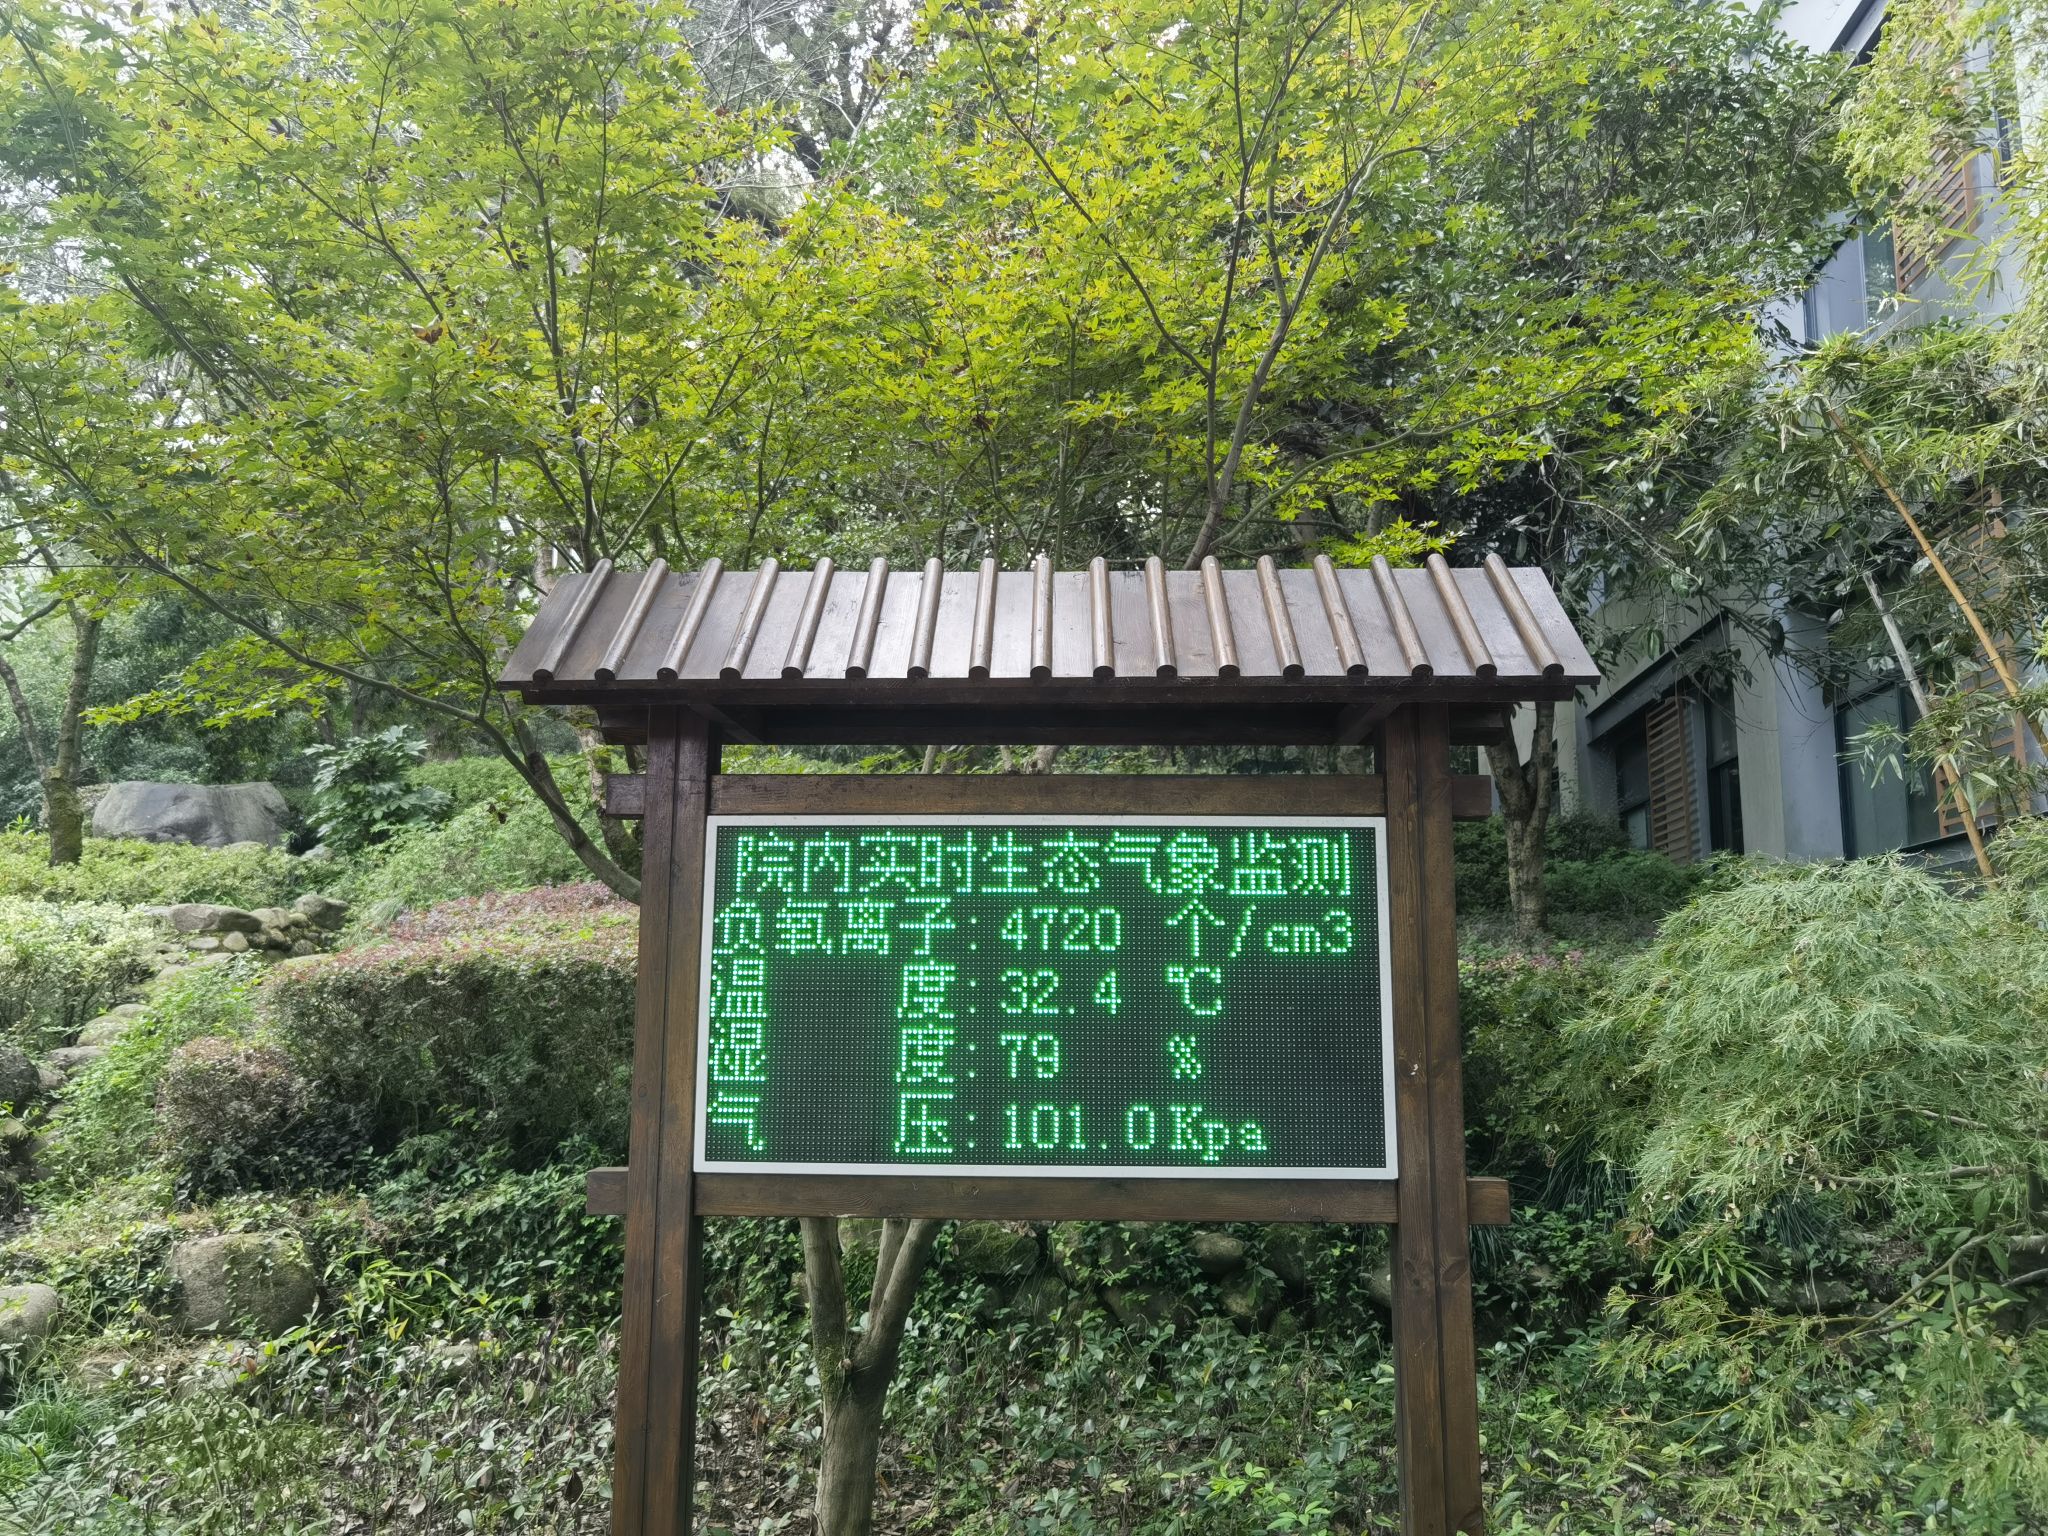 院内实时生态气象监测
负氧离子:4720 个/cm3
温 度:32.4 ℃
湿 度:79 %
气 压:101.0Kpa